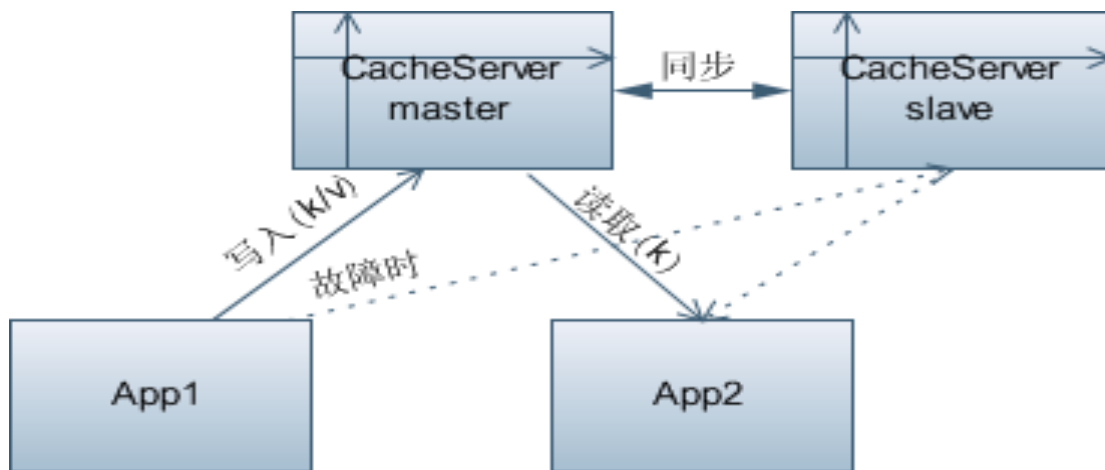 CacheServer
master
同步
CacheServer
slave
写入(k/v)
读取(k)
故障时
App1
App2